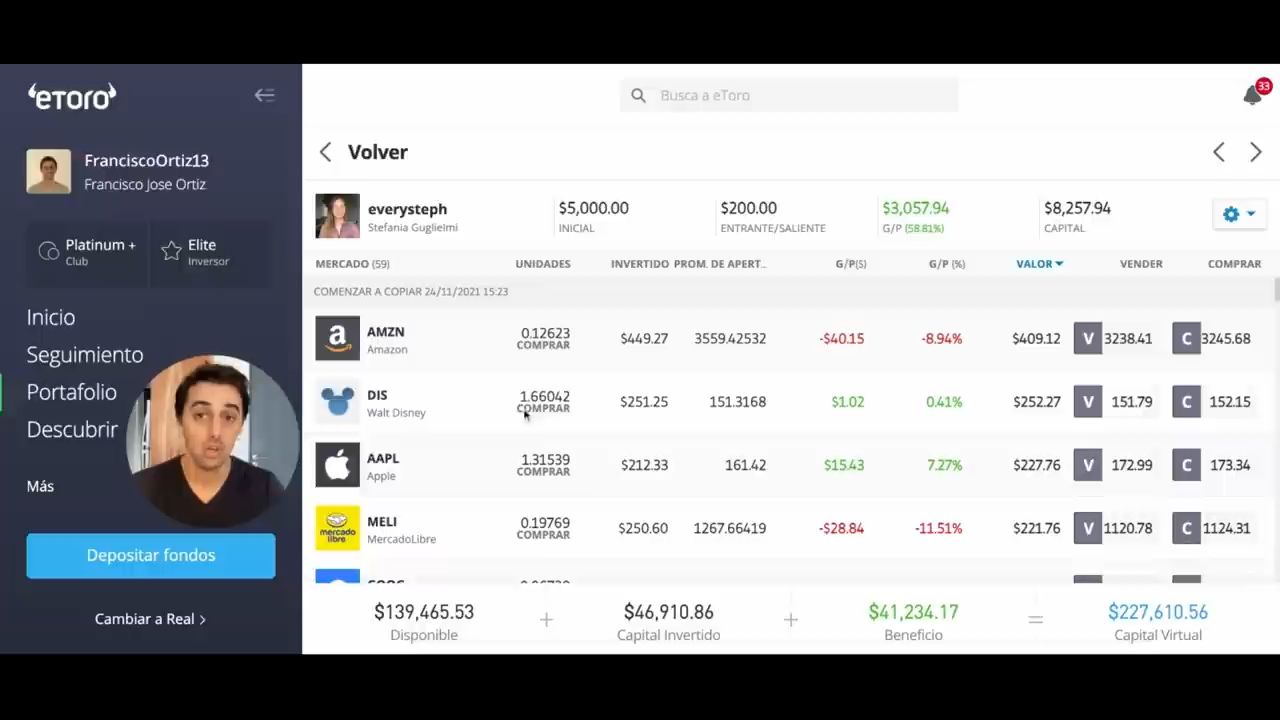 eToro
Busca a eToro
33
FranciscoOrtiz13
Francisco Jose Ortiz
Platinum +
Club
Elite
Inversor
Inicio
Seguimiento
Portafolio
Descubrir
Más
Depositar fondos
Cambiar a Real >
Volver
everysteph
Stefania Guglielmi
$5,000.00
INICIAL
$200.00
ENTRANTE/SALIENTE
$3,057.94
G/P (58.81%)
$8,257.94
CAPITAL
MERCADO (59) UNIDADES INVERTIDO PROM. DE APERT... G/P($) G/P (%) VALOR VENDER COMPRAR
COMENZAR A COPIAR 24/11/2021 15:23
AMZN 0.12623 $449.27 3559.42532 -$40.15 -8.94% $409.12 V 3238.41 C 3245.68
Amazon COMPRAR
DIS 1.66042 $251.25 151.3168 $1.02 0.41% $252.27 V 151.79 C 152.15
Walt Disney COMPRAR
AAPL 1.31539 $212.33 161.42 $15.43 7.27% $227.76 V 172.99 C 173.34
Apple COMPRAR
mercado libre
MELI 0.19769 $250.60 1267.66419 -$28.84 -11.51% $221.76 V 1120.78 C 1124.31
MercadoLibre COMPRAR
$139,465.53 + $46,910.86 + $41,234.17 = $227,610.56
Disponible Capital Invertido Beneficio Capital Virtual